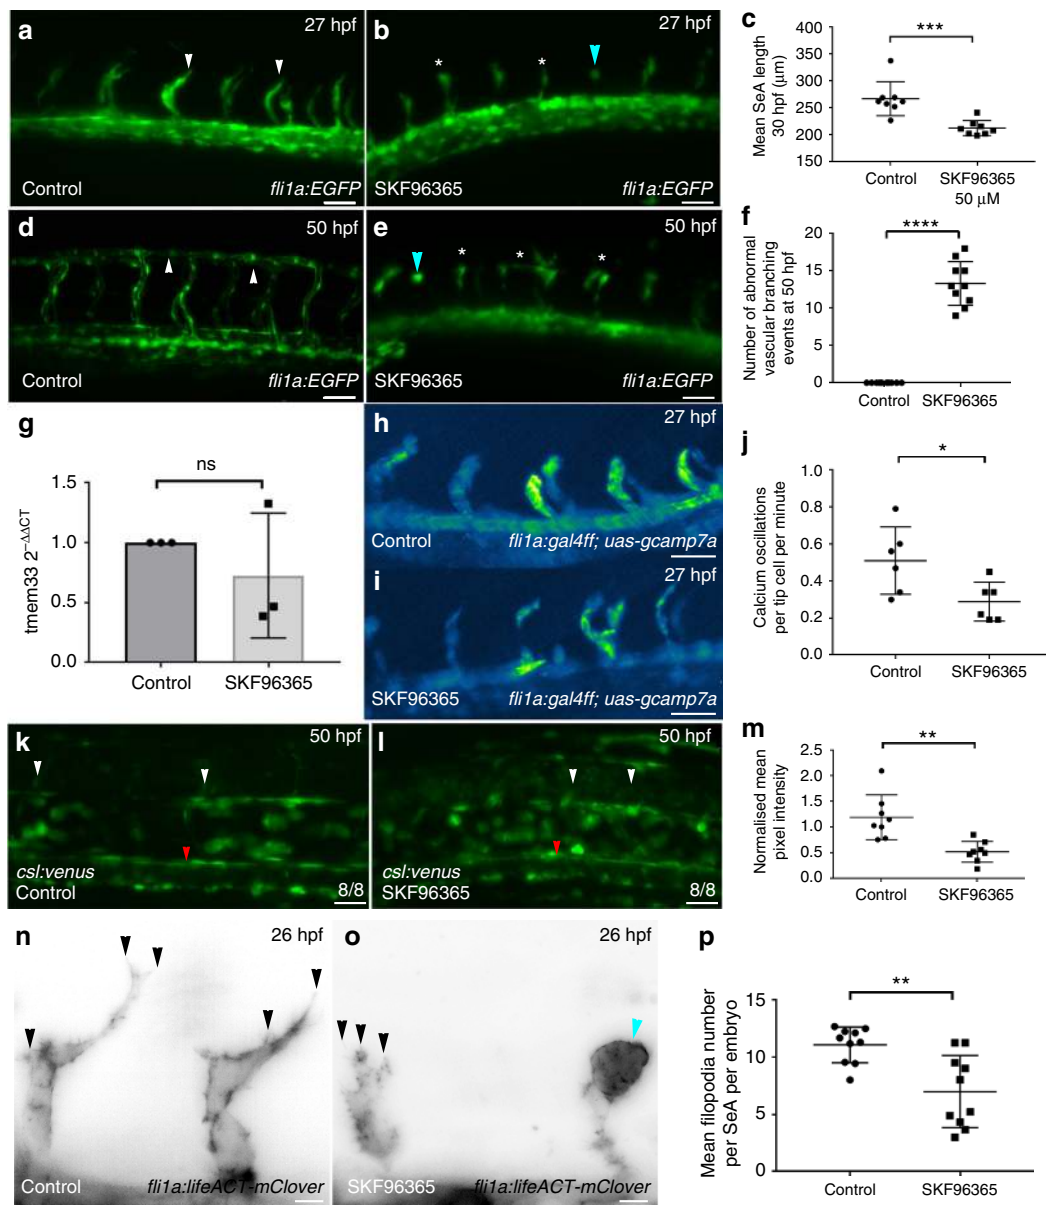 a
27 hpf
Control
fli1a:EGFP
b
27 hpf
SKF96365
fli1a:EGFP
c
***
Mean SeA length
30 hpf (μm)
400
350
300
250
200
150
Control
SKF96365
50 μM
d
50 hpf
Control
fli1a:EGFP
e
50 hpf
SKF96365
fli1a:EGFP
f
****
Number of abnormal
vascular branching
events at 50 hpf
20
15
10
5
0
Control
SKF96365
g
ns
tmem33 2−ΔΔCT
1.5
1.0
0.5
0.0
Control
SKF96365
h
27 hpf
Control
fli1a:gal4ff; uas-gcamp7a
i
27 hpf
SKF96365
fli1a:gal4ff; uas-gcamp7a
j
*
Calcium oscillations
per tip cell per minute
1.0
0.8
0.6
0.4
0.2
0.0
Control
SKF96365
k
50 hpf
csl:venus
Control
8/8
l
50 hpf
csl:venus
SKF96365
8/8
m
**
Normalised mean
pixel intensity
2.5
2.0
1.5
1.0
0.5
0.0
Control
SKF96365
n
26 hpf
Control
fli1a:lifeACT-mClover
o
26 hpf
SKF96365
fli1a:lifeACT-mClover
p
**
Mean filopodia number
per SeA per embryo
15
10
5
0
Control
SKF96365